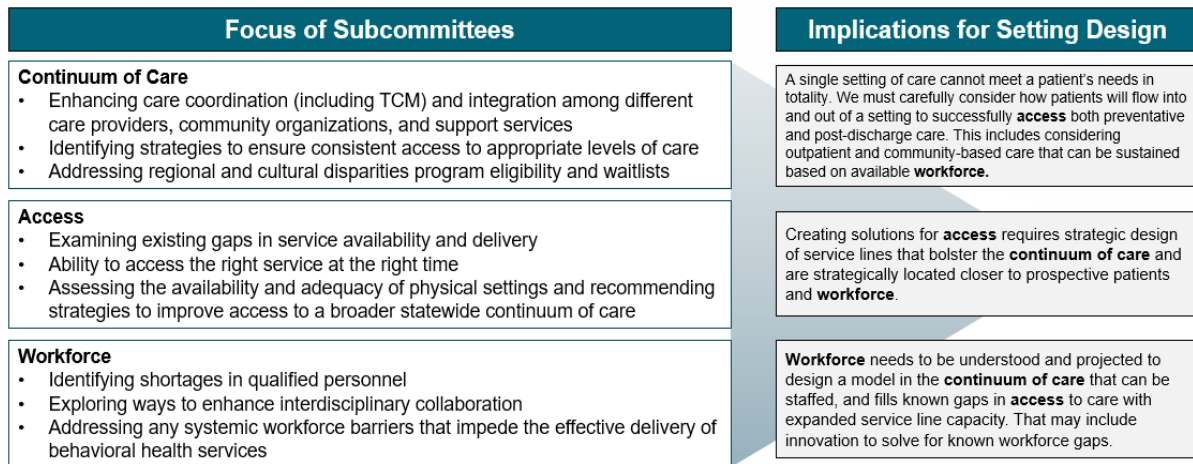 Focus of Subcommittees
Continuum of Care
• Enhancing care coordination (including TCM) and integration among different
care providers, community organizations, and support services
• Identifying strategies to ensure consistent access to appropriate levels of care
• Addressing regional and cultural disparities program eligibility and waitlists
Access
• Examining existing gaps in service availability and delivery
• Ability to access the right service at the right time
• Assessing the availability and adequacy of physical settings and recommending
strategies to improve access to a broader statewide continuum of care
Workforce
• Identifying shortages in qualified personnel
• Exploring ways to enhance interdisciplinary collaboration
• Addressing any systemic workforce barriers that impede the effective delivery of
behavioral health services
Implications for Setting Design
A single setting of care cannot meet a patient's needs in
totality. We must carefully consider how patients will flow into
and out of a setting to successfully access both preventative
and post-discharge care. This includes considering
outpatient and community-based care that can be sustained
based on available workforce.
Creating solutions for access requires strategic design
of service lines that bolster the continuum of care and
are strategically located closer to prospective patients
and workforce.
Workforce needs to be understood and projected to
design a model in the continuum of care that can be
staffed, and fills known gaps in access to care with
expanded service line capacity. That may include
innovation to solve for known workforce gaps.